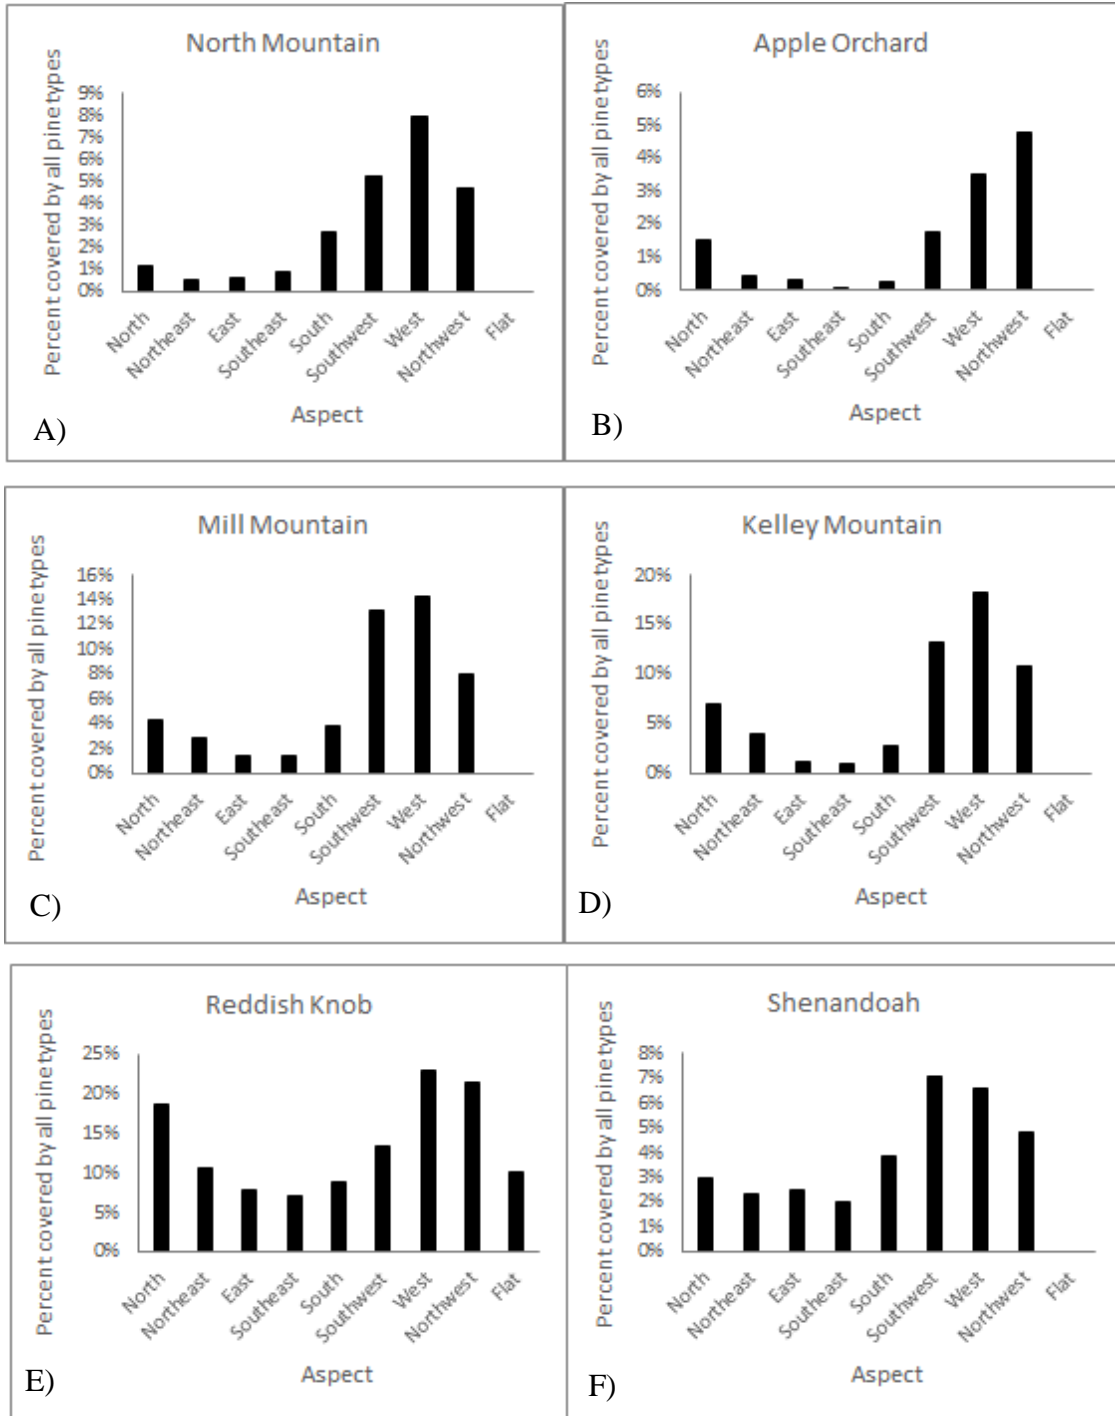 North Mountain
Percent covered by all pine types
9%
8%
7%
6%
5%
4%
3%
2%
1%
0%
North
Northeast
East
Southeast
South
Southwest
West
Northwest
Flat
Aspect
A)
Apple Orchard
Percent covered by all pine types
6%
5%
4%
3%
2%
1%
0%
North
Northeast
East
Southeast
South
Southwest
West
Northwest
Flat
Aspect
B)
Mill Mountain
Percent covered by all pine types
16%
14%
12%
10%
8%
6%
4%
2%
0%
North
Northeast
East
Southeast
South
Southwest
West
Northwest
Flat
Aspect
C)
Kelley Mountain
Percent covered by all pine types
20%
15%
10%
5%
0%
North
Northeast
East
Southeast
South
Southwest
West
Northwest
Flat
Aspect
D)
Reddish Knob
Percent covered by all pine types
25%
20%
15%
10%
5%
0%
North
Northeast
East
Southeast
South
Southwest
West
Northwest
Flat
Aspect
E)
Shenandoah
Percent covered by all pine types
8%
7%
6%
5%
4%
3%
2%
1%
0%
North
Northeast
East
Southeast
South
Southwest
West
Northwest
Flat
Aspect
F)